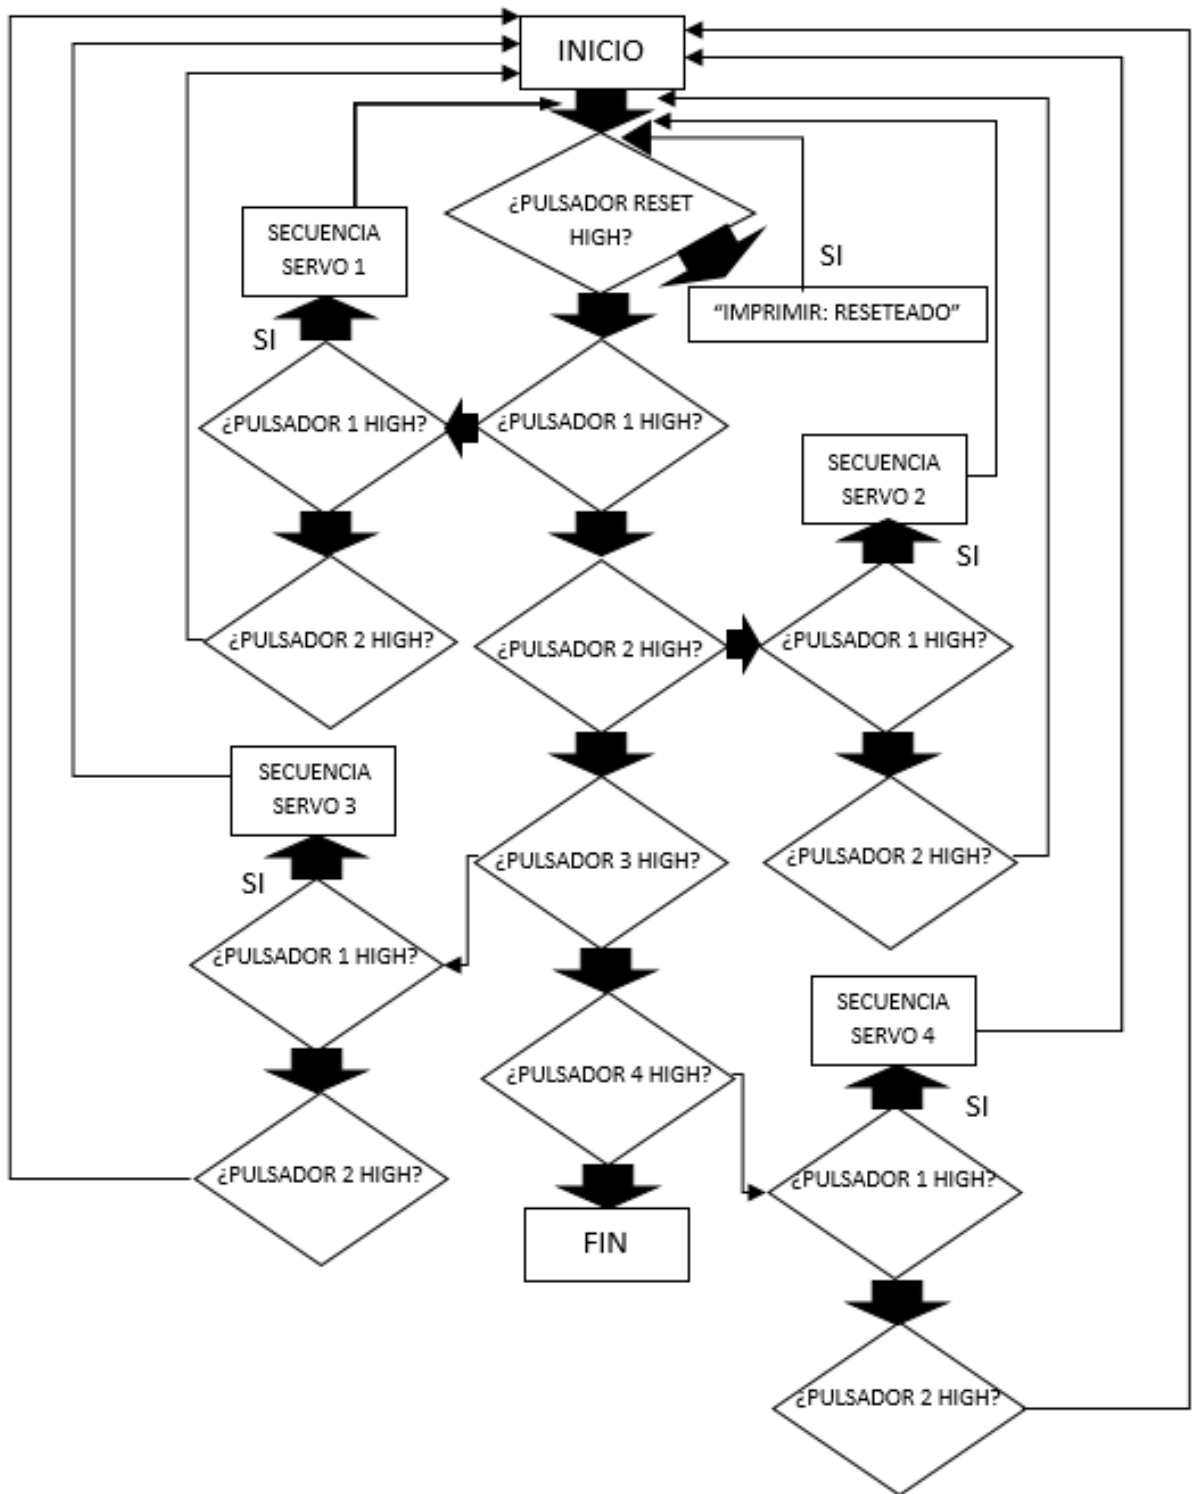 INICIO
¿PULSADOR RESET
HIGH?
SECUENCIA
SERVO 1
SI
"IMPRIMIR: RESETEADO"
SI
¿PULSADOR 1 HIGH?
¿PULSADOR 1 HIGH?
SECUENCIA
SERVO 2
SI
¿PULSADOR 2 HIGH?
¿PULSADOR 2 HIGH?
¿PULSADOR 1 HIGH?
SECUENCIA
SERVO 3
SI
¿PULSADOR 3 HIGH?
¿PULSADOR 2 HIGH?
¿PULSADOR 1 HIGH?
SECUENCIA
SERVO 4
¿PULSADOR 4 HIGH?
SI
¿PULSADOR 2 HIGH?
¿PULSADOR 1 HIGH?
FIN
¿PULSADOR 2 HIGH?